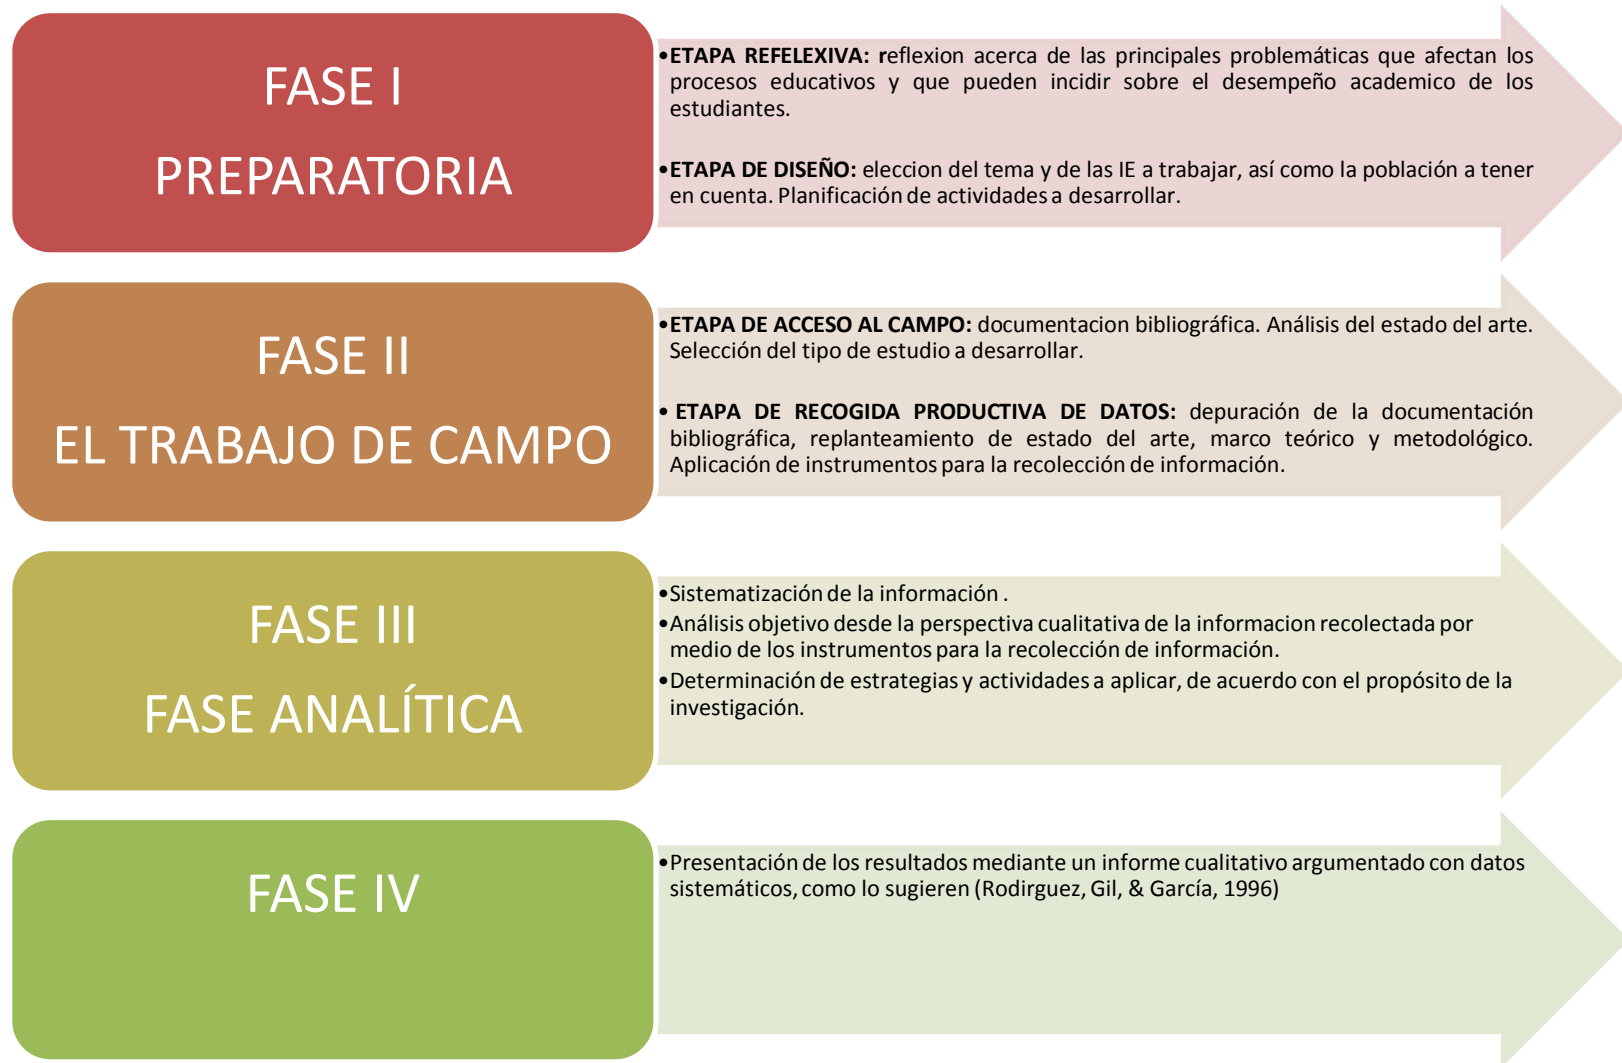 FASE I
PREPARATORIA
•ETAPA REFELEXIVA: reflexion acerca de las principales problemáticas que afectan los
procesos educativos y que pueden incidir sobre el desempeño academico de los
estudiantes.
•ETAPA DE DISEÑO: eleccion del tema y de las IE a trabajar, así como la población a tener
en cuenta. Planificación de actividades a desarrollar.
FASE II
EL TRABAJO DE CAMPO
•ETAPA DE ACCESO AL CAMPO: documentacion bibliográfica. Análisis del estado del arte.
Selección del tipo de estudio a desarrollar.
• ETAPA DE RECOGIDA PRODUCTIVA DE DATOS: depuración de la documentación
bibliográfica, replanteamiento de estado del arte, marco teórico y metodológico.
Aplicación de instrumentos para la recolección de información.
FASE III
FASE ANALÍTICA
•Sistematización de la información .
•Análisis objetivo desde la perspectiva cualitativa de la informacion recolectada por
medio de los instrumentos para la recolección de información.
•Determinación de estrategias y actividades a aplicar, de acuerdo con el propósito de la
investigación.
FASE IV
•Presentación de los resultados mediante un informe cualitativo argumentado con datos
sistemáticos, como lo sugieren (Rodirguez, Gil, & García, 1996)